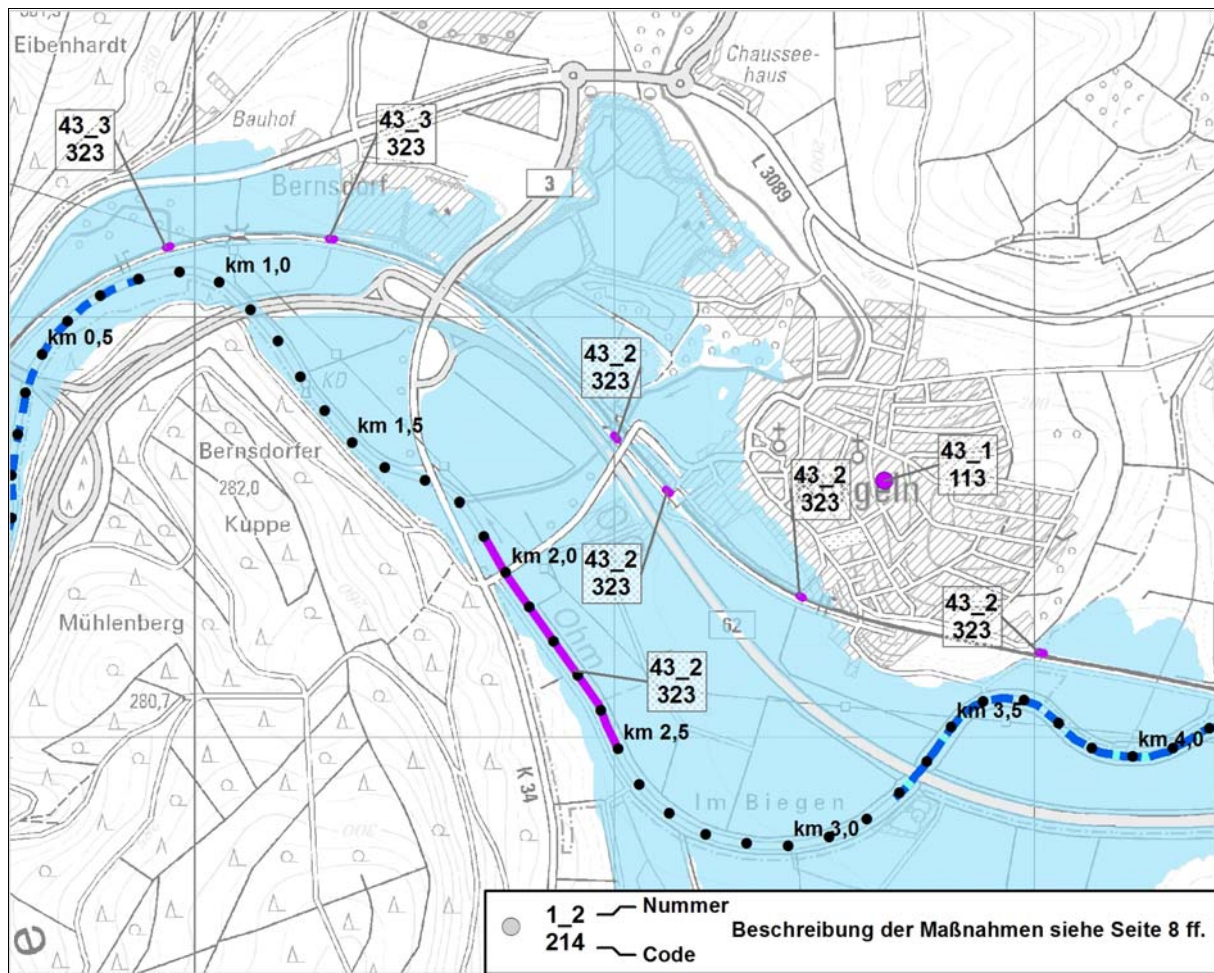 Eibenhardt
Chaussee-
haus
43_3
323
43_3
323
Bauhof
Bernsdorf
3
L 3089
km 1,0
km 0,5
43_2
323
KD
km 1,5
Bernsdorfer
282,0
Kuppe
43_2
323
43_1
113
geln
km 2,0
43_2
323
43_2
323
Mühlenberg
Ohm
62
43_2
323
280,7
km 2,5
km 3,5
km 4,0
K 34
Im Biegen
km 3,0
300
e
1_2
Nummer
214
Code
Beschreibung der Maßnahmen siehe Seite 8 ff.